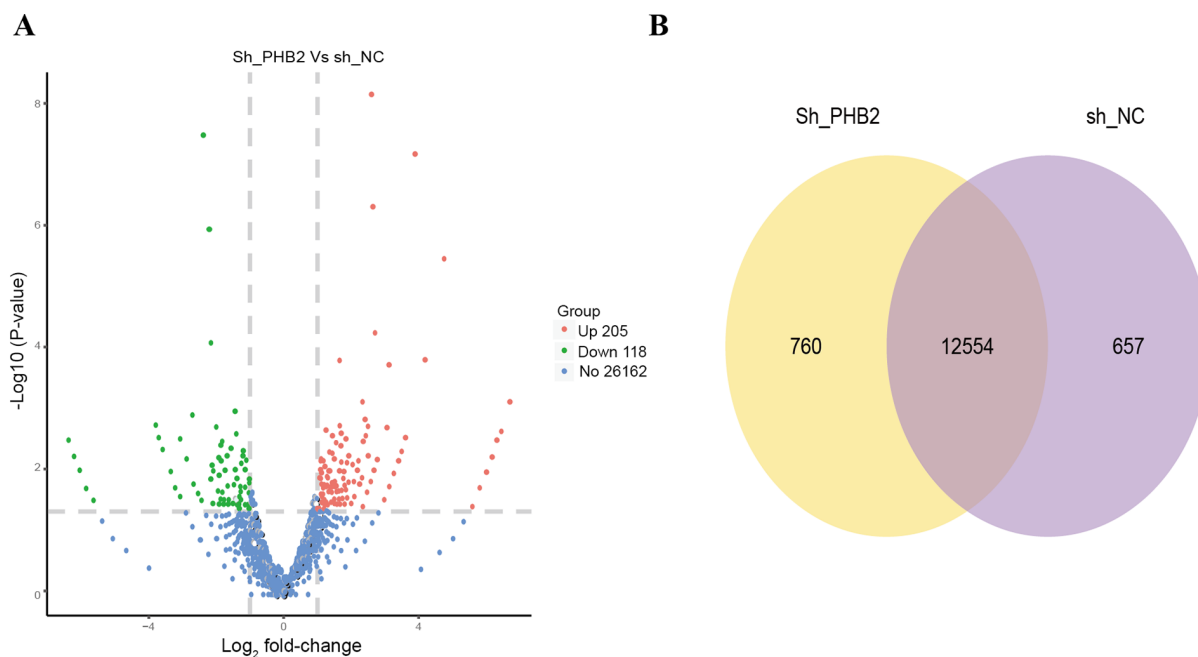 A
Sh_PHB2 Vs sh_NC
8
6
4
2
0
-Log10 (P-value)
−4
0
4
Log2 fold-change
Group
Up 205
Down 118
No 26162
B
Sh_PHB2
sh_NC
760
12554
657